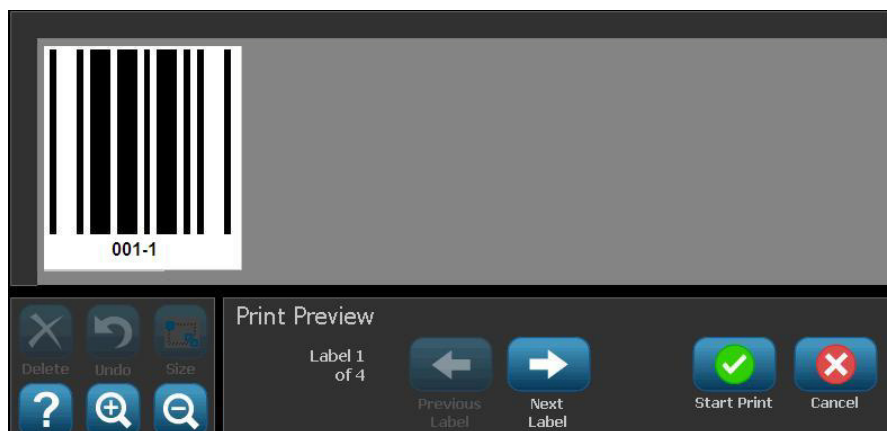 001-1
Print Preview
Label 1
of 4
Delete
Undo
Size
Previous
Label
Next
Label
Start Print
Cancel
?